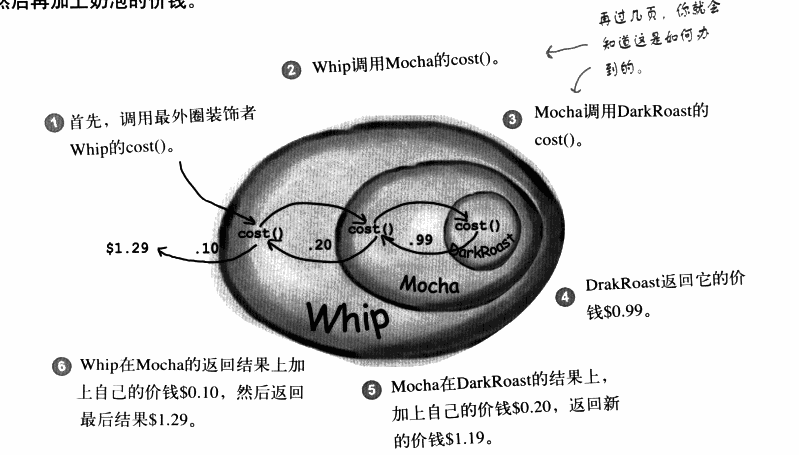 然后再加上奶泡的价钱。
再过几页，你就会
知道这是如何办
到的。
2 Whip调用Mocha的cost()。
1 首先，调用最外圈装饰者
Whip的cost()。
3 Mocha调用DarkRoast的
cost()。
cost() cost() cost()
$1.29 .10 .20 .99 DarkRoast
Mocha
Whip
4 DrakRoast返回它的价
钱$0.99。
6 Whip在Mocha的返回结果上加
上自己的价钱$0.10，然后返回
最后结果$1.29。
5 Mocha在DarkRoast的结果上，
加上自己的价钱$0.20，返回新
的价钱$1.19。